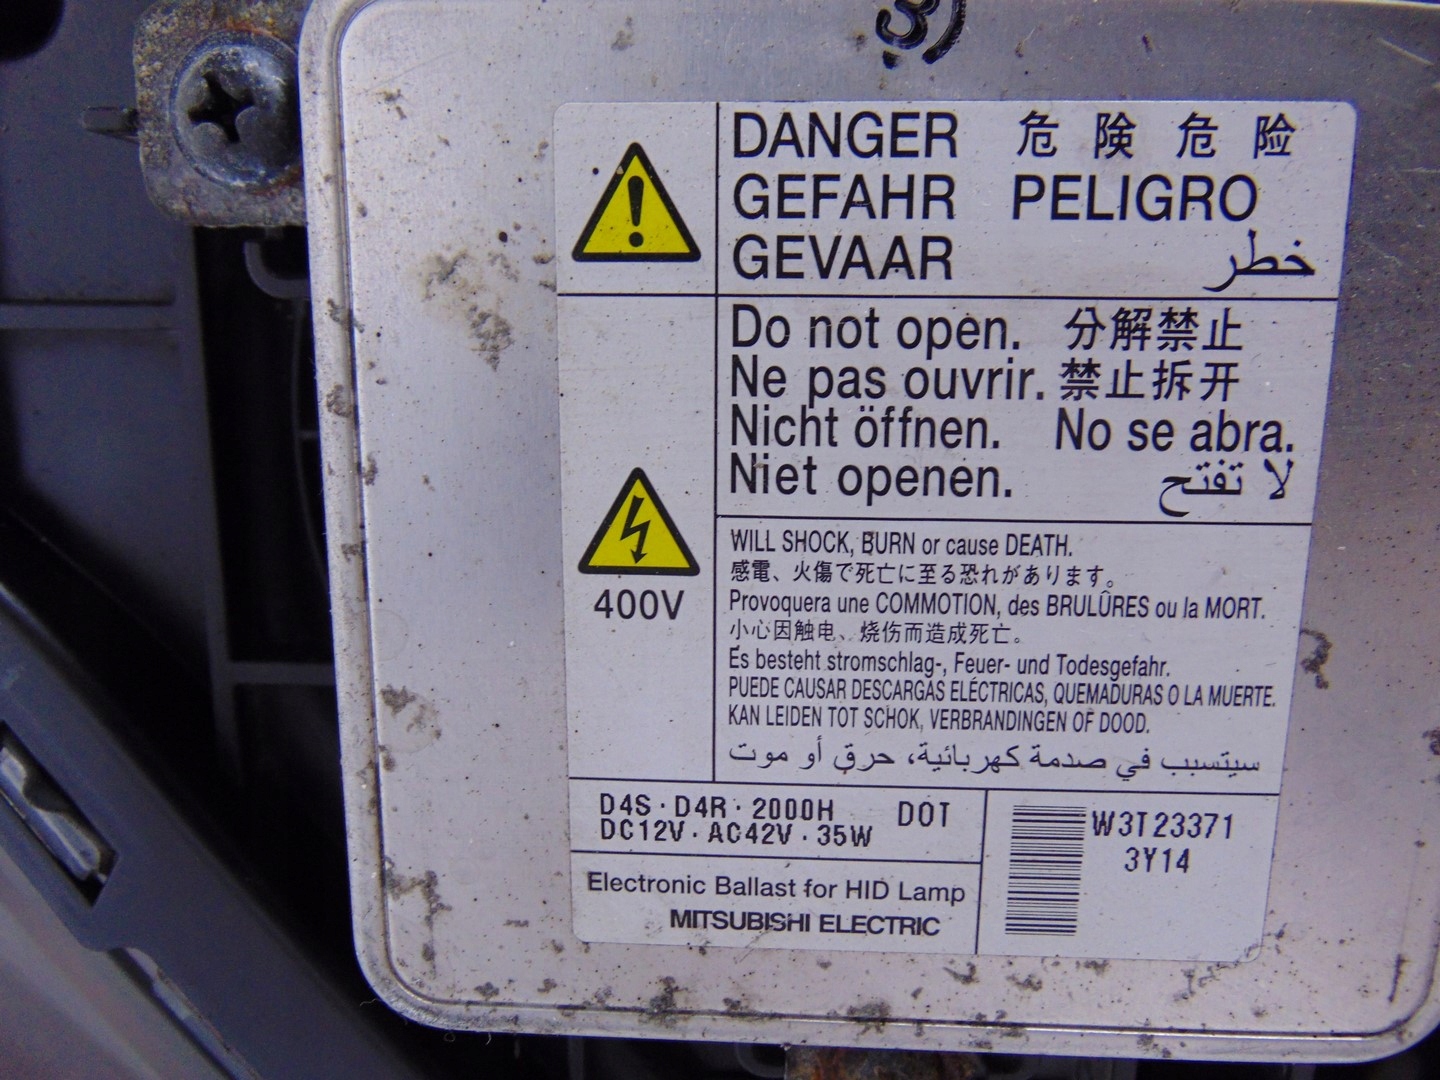 3)
DANGER 危 険 危 险
GEFAHR PELIGRO
GEVAAR خطر
Do not open. 分解禁止
Ne pas ouvrir. 禁止拆开
Nicht öffnen. No se abra.
Niet openen. لا تفتح
400V
WILL SHOCK, BURN or cause DEATH.
感電、火傷で死亡に至る恐れがあります。
Provoquera une COMMOTION, des BRULÛRES ou la MORT.
小心因触电、烧伤而造成死亡。
Es besteht stromschlag-, Feuer- und Todesgefahr.
PUEDE CAUSAR DESCARGAS ELÉCTRICAS, QUEMADURAS O LA MUERTE.
KAN LEIDEN TOT SCHOK, VERBRANDINGEN OF DOOD.
سيتسبب في صدمة كهربائية، حرق أو موت
D4S · D4R · 2000H DOT
DC12V · AC42V · 35W
Electronic Ballast for HID Lamp
MITSUBISHI ELECTRIC
W3T23371
3Y14